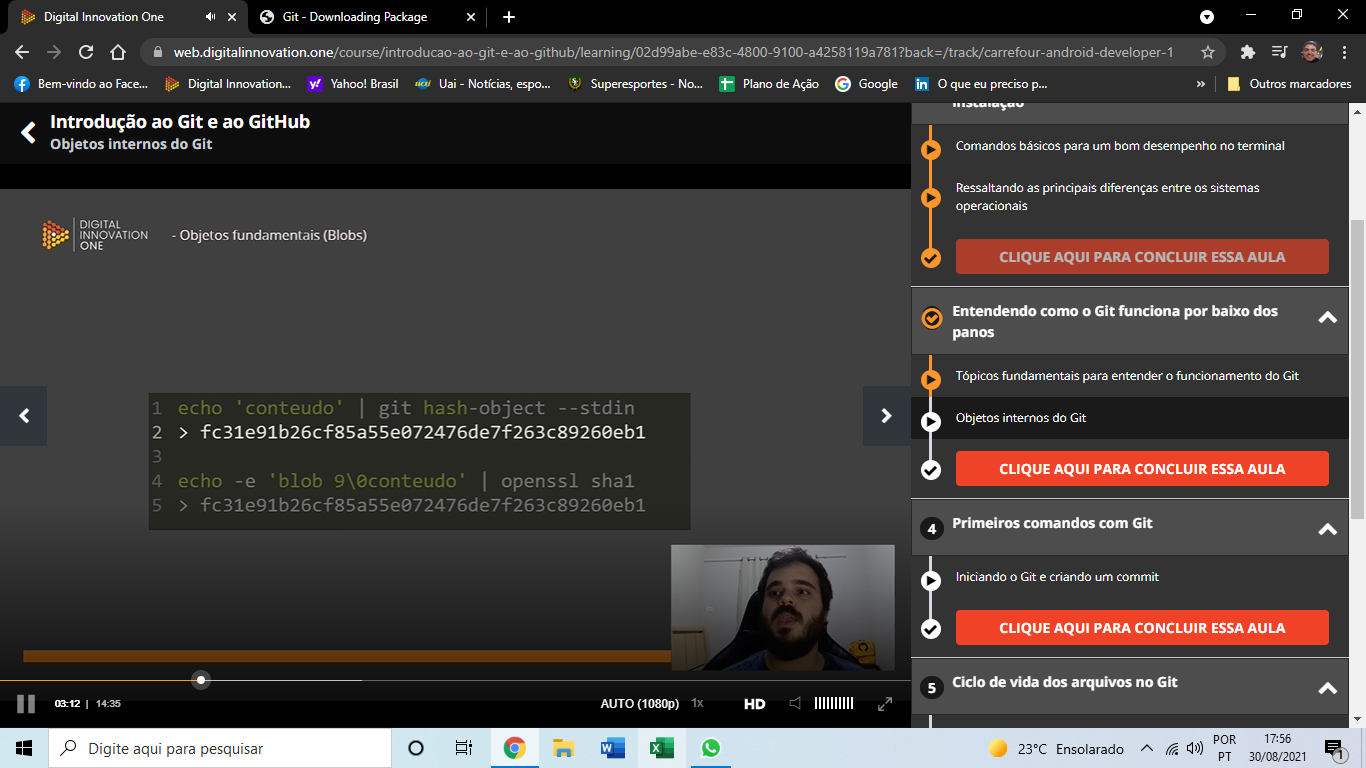 Digital Innovation One
Git - Downloading Package
web.digitalinnovation.one/course/introducao-ao-git-e-ao-github/learning/02d99abe-e83c-4800-9100-a4258119a781?back=/track/carrefour-android-developer-1
Bem-vindo ao Face...
Digital Innovation...
Yahoo! Brasil
Uai - Notícias, espo...
Superesportes - No...
Plano de Ação
Google
O que eu preciso p...
»
Outros marcadores
Introdução ao Git e ao GitHub
Objetos internos do Git
DIGITAL
INNOVATION
ONE
- Objetos fundamentais (Blobs)
1 echo 'conteudo' | git hash-object --stdin
2 > fc31e91b26cf85a55e072476de7f263c89260eb1
3
4 echo -e 'blob 9\0conteudo' | openssl sha1
5 > fc31e91b26cf85a55e072476de7f263c89260eb1
03:12 | 14:35
AUTO (1080p)
1x
HD
Instalação
Comandos básicos para um bom desempenho no terminal
Ressaltando as principais diferenças entre os sistemas
operacionais
CLIQUE AQUI PARA CONCLUIR ESSA AULA
Entendendo como o Git funciona por baixo dos
panos
Tópicos fundamentais para entender o funcionamento do Git
Objetos internos do Git
CLIQUE AQUI PARA CONCLUIR ESSA AULA
4 Primeiros comandos com Git
Iniciando o Git e criando um commit
CLIQUE AQUI PARA CONCLUIR ESSA AULA
5 Ciclo de vida dos arquivos no Git
Digite aqui para pesquisar
23°C Ensolarado
POR
PT
17:56
30/08/2021
1